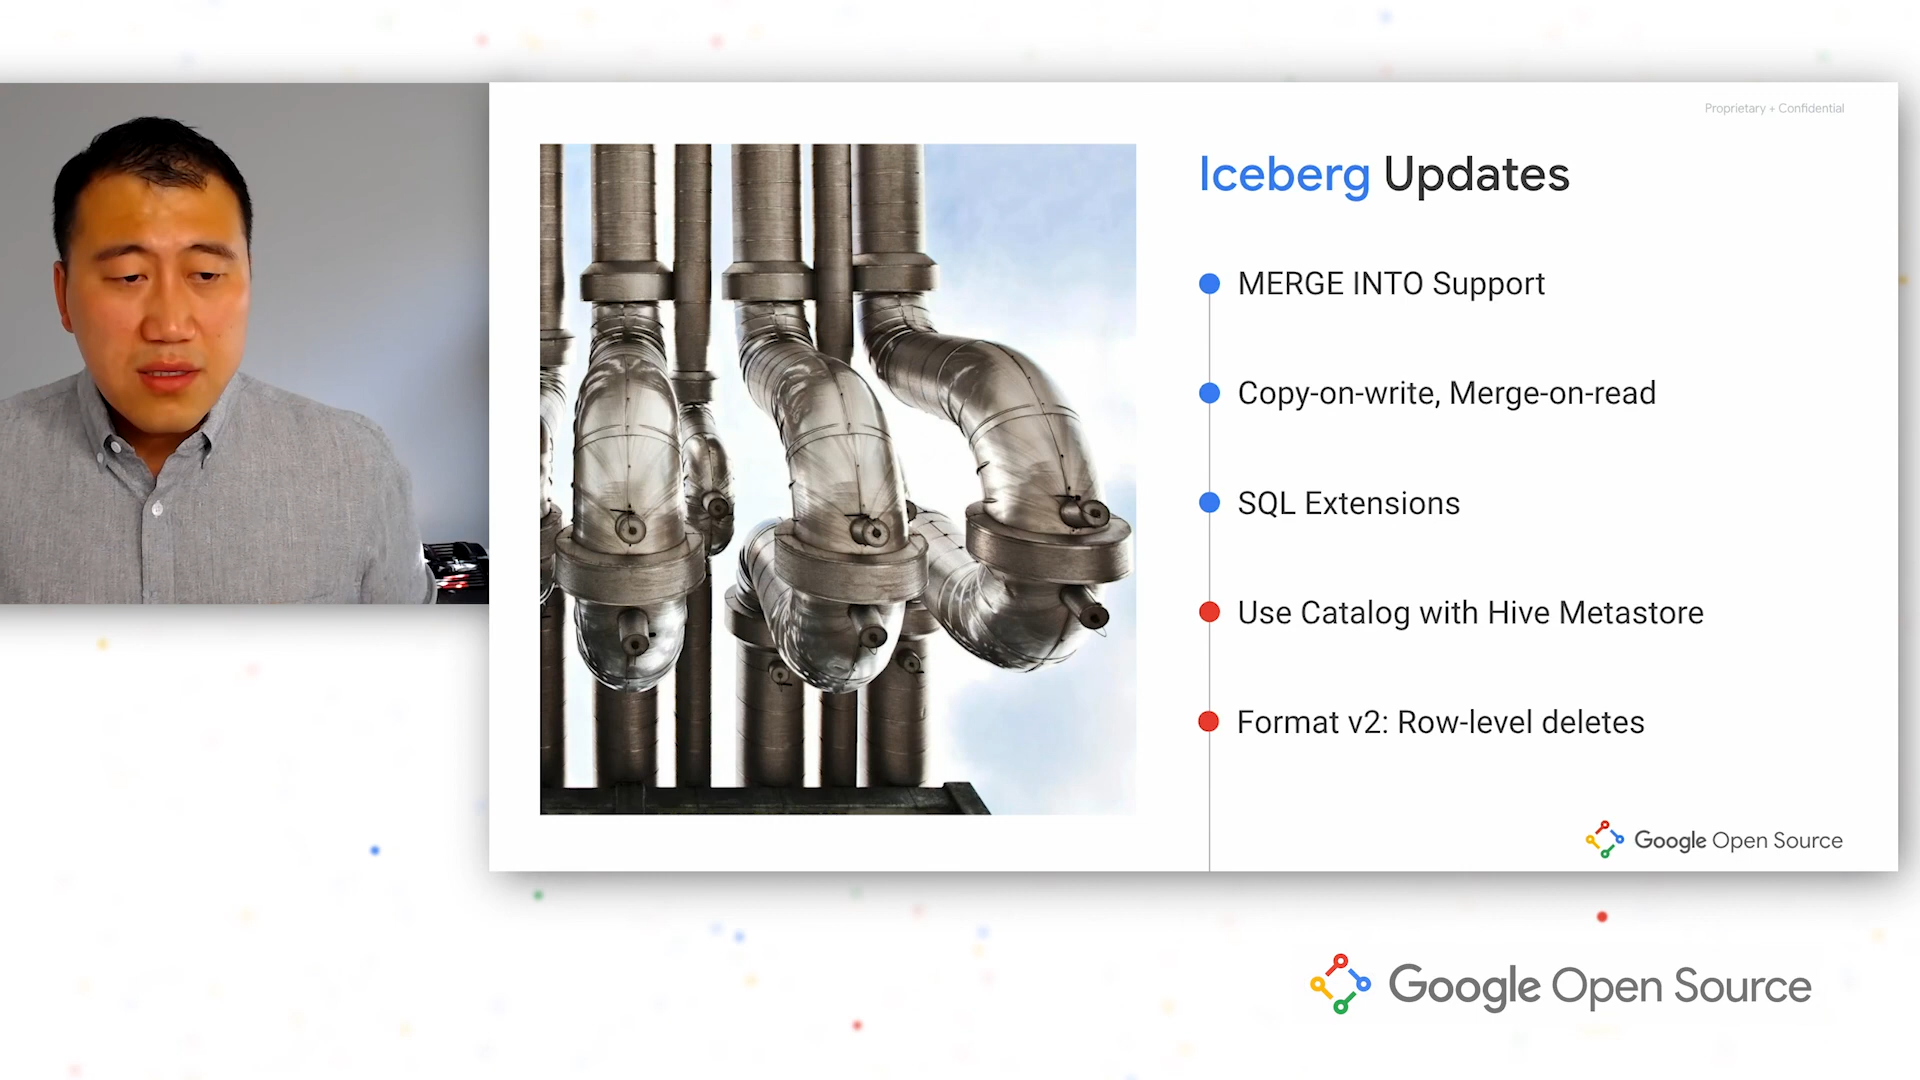 Proprietary + Confidential
Iceberg Updates
MERGE INTO Support
Copy-on-write, Merge-on-read
SQL Extensions
Use Catalog with Hive Metastore
Format v2: Row-level deletes
Google Open Source
Google Open Source